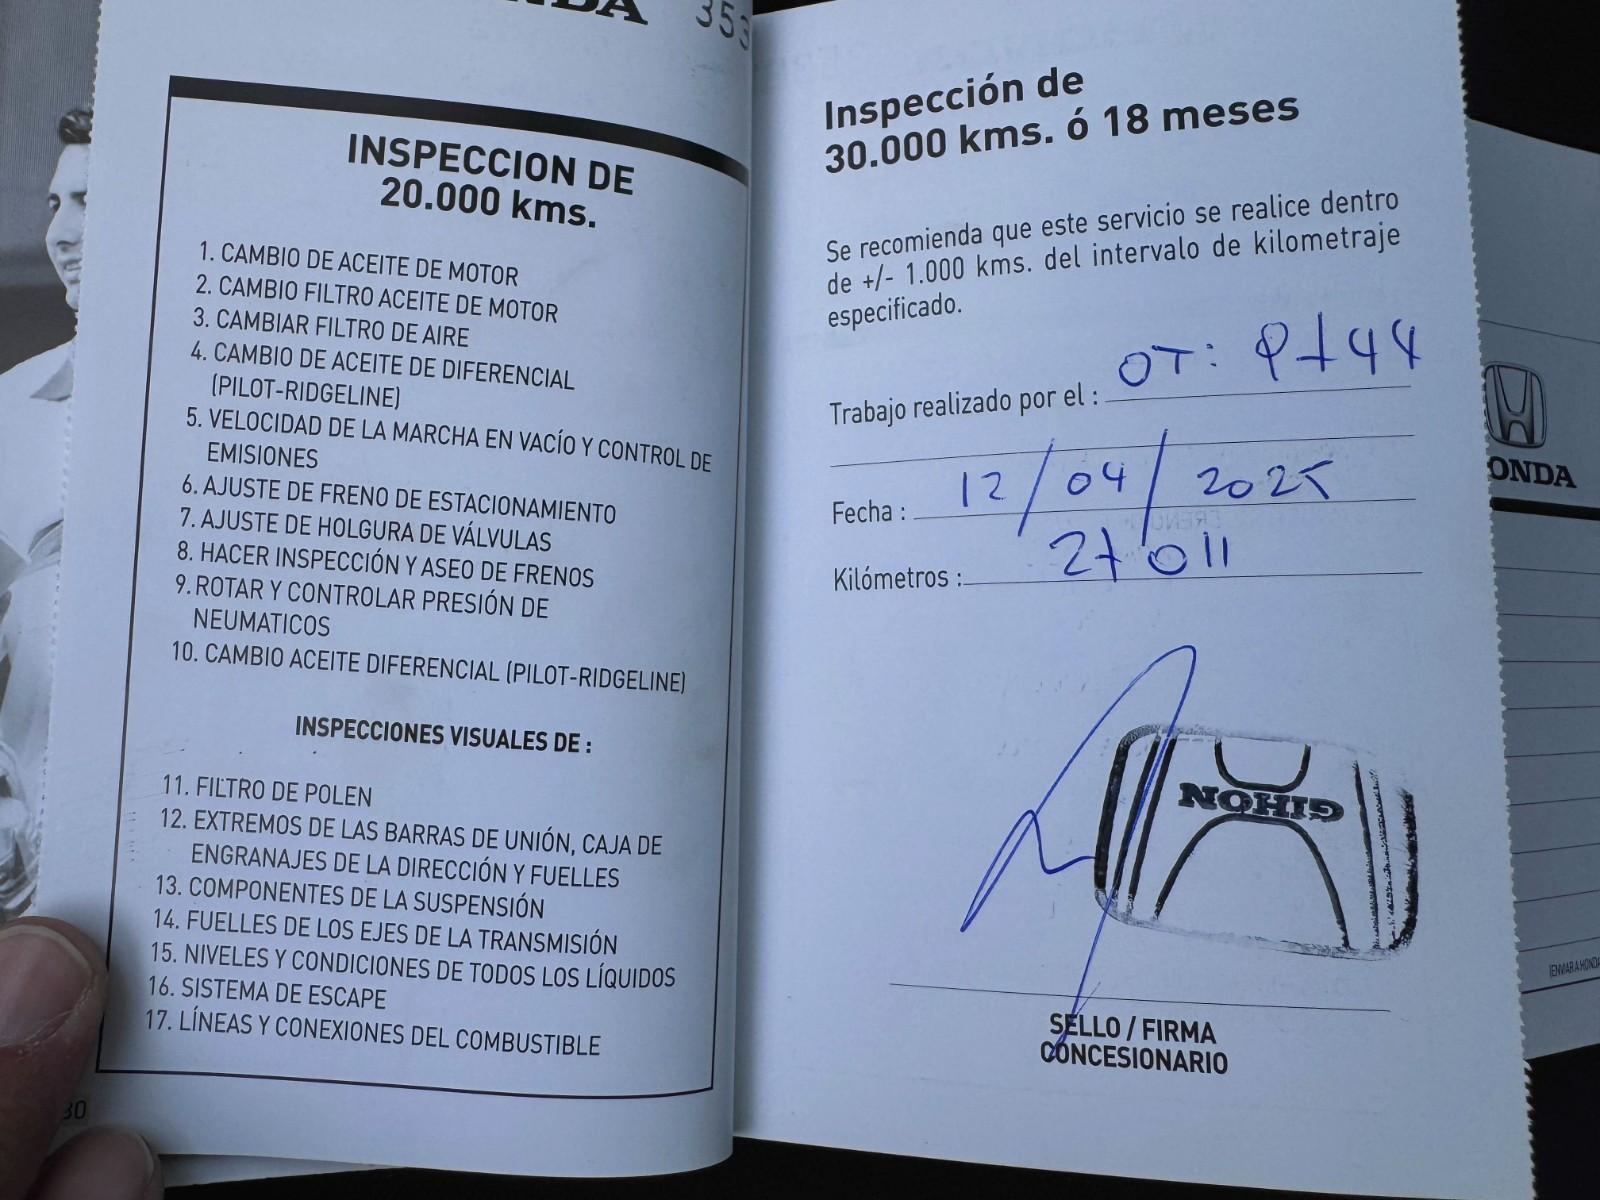 353
INSPECCION DE
20.000 kms.
1. CAMBIO DE ACEITE DE MOTOR
2. CAMBIO FILTRO ACEITE DE MOTOR
3. CAMBIAR FILTRO DE AIRE
4. CAMBIO DE ACEITE DE DIFERENCIAL
(PILOT-RIDGELINE)
5. VELOCIDAD DE LA MARCHA EN VACÍO Y CONTROL DE
EMISIONES
6. AJUSTE DE FRENO DE ESTACIONAMIENTO
7. AJUSTE DE HOLGURA DE VÁLVULAS
8. HACER INSPECCIÓN Y ASEO DE FRENOS
9. ROTAR Y CONTROLAR PRESIÓN DE
NEUMATICOS
10. CAMBIO ACEITE DIFERENCIAL (PILOT-RIDGELINE)
INSPECCIONES VISUALES DE :
11. FILTRO DE POLEN
12. EXTREMOS DE LAS BARRAS DE UNIÓN, CAJA DE
ENGRANAJES DE LA DIRECCIÓN Y FUELLES
13. COMPONENTES DE LA SUSPENSIÓN
14. FUELLES DE LOS EJES DE LA TRANSMISIÓN
15. NIVELES Y CONDICIONES DE TODOS LOS LÍQUIDOS
16. SISTEMA DE ESCAPE
17. LÍNEAS Y CONEXIONES DEL COMBUSTIBLE
30
Inspección de
30.000 kms. ó 18 meses
Se recomienda que este servicio se realice dentro
de +/- 1.000 kms. del intervalo de kilometraje
especificado.
Trabajo realizado por el : OT:
Fecha : 12/04/2025
Kilómetros : 27011
GIHON
SELLO / FIRMA
CONCESIONARIO
ONDA